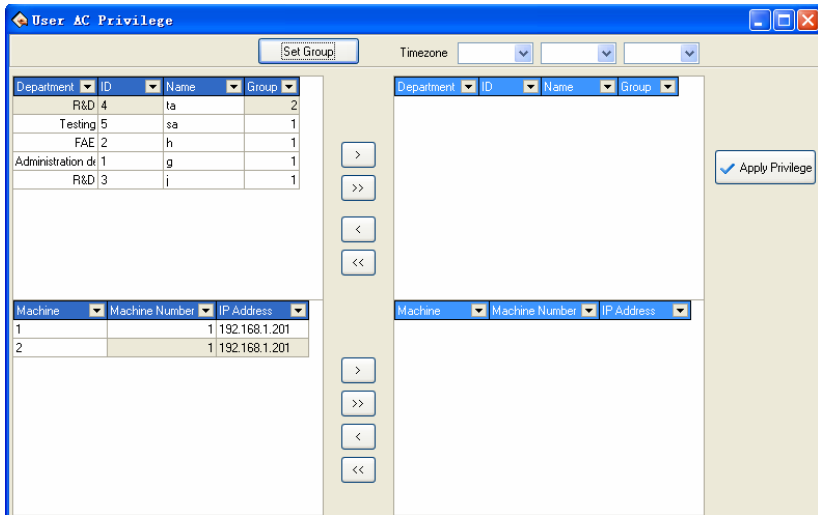 User AC Privilege
Set Group Timezone
Department ID Name Group Department ID Name Group
R&D 4 ta 2
Testing 5 sa 1
FAE 2 h 1
Administration de 1 g 1
R&D 3 j 1
>
>>
<
<<
Apply Privilege
Machine Machine Number IP Address Machine Machine Number IP Address
1 1 192.168.1.201
2 1 192.168.1.201
>
>>
<
<<